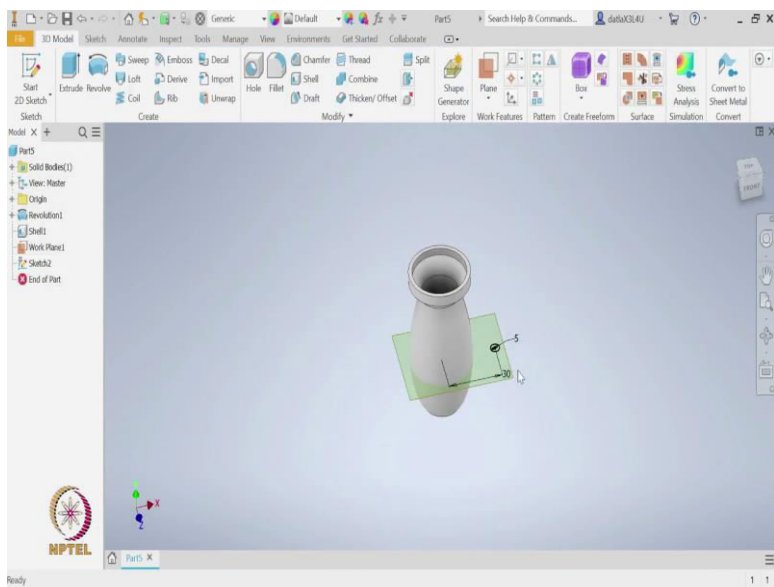 Generic Default Part5 Search Help & Commands... datlaX3L4U
File 3D Model Sketch Annotate Inspect Tools Manage View Environments Get Started Collaborate
Start 2D Sketch Extrude Revolve Sweep Emboss Decal Loft Derive Import Coil Rib Unwrap Hole Fillet Chamfer Thread Split Shell Combine Draft Thicken/ Offset Shape Generator Plane Box Stress Analysis Convert to Sheet Metal
Sketch Create Modify Explore Work Features Pattern Create Freeform Surface Simulation Convert
Model
Part5
Solid Bodies(1)
View: Master
Origin
Revolution1
Shell1
Work Plane1
Sketch2
End of Part
TOP
FRONT
5
30
Y
X
Z
NPTEL
Part5
Ready 1